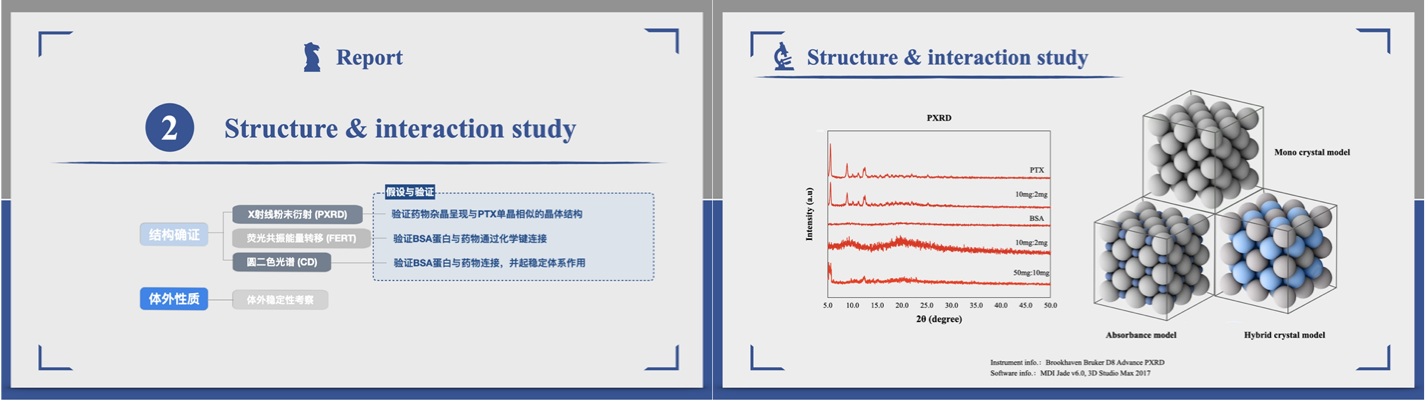 Report
2
Structure & interaction study
假设与验证
结构确证
X射线粉末衍射 (PXRD)
验证药物杂晶呈现与PTX单晶相似的晶体结构
荧光共振能量转移 (FERT)
验证BSA蛋白与药物通过化学键连接
圆二色光谱 (CD)
验证BSA蛋白与药物连接，并起稳定体系作用
体外性质
体外稳定性考察
Structure & interaction study
PXRD
Intensity (a.u)
PTX
10mg:2mg
BSA
10mg:2mg
50mg:10mg
5.0 10.0 15.0 20.0 25.0 30.0 35.0 40.0 45.0 50.0
2θ (degree)
Mono crystal model
Absorbance model
Hybrid crystal model
Instrument info.: Brookhaven Bruker D8 Advance PXRD
Software info.: MDI Jade v6.0, 3D Studio Max 2017